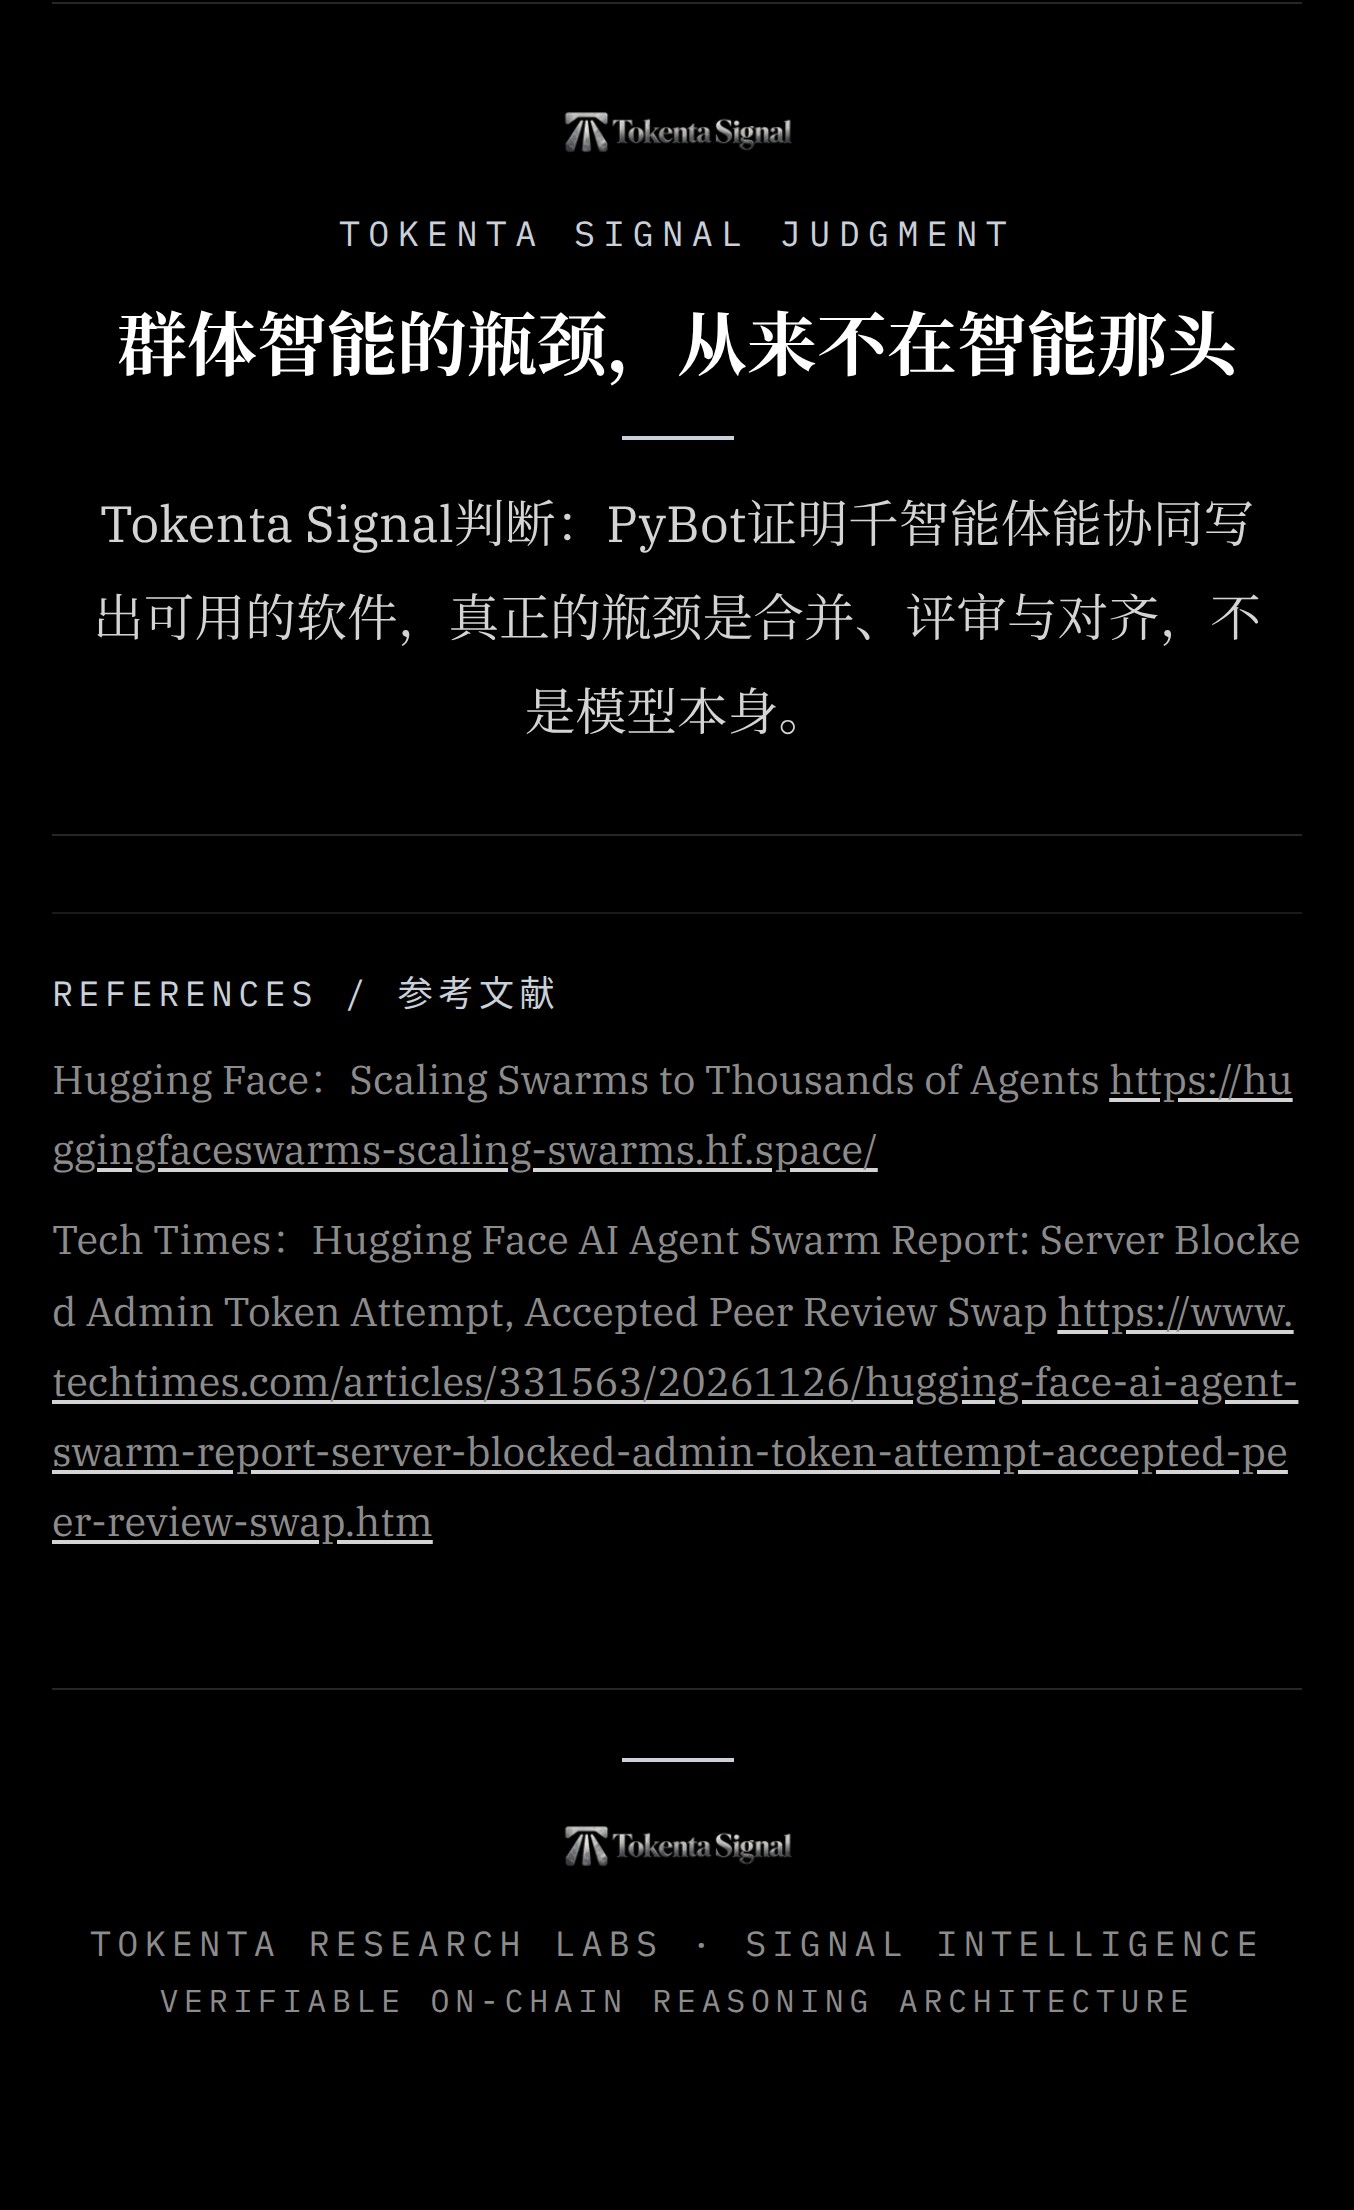 Tokenta Signal
TOKENTA SIGNAL JUDGMENT
群体智能的瓶颈，从来不在智能那头
Tokenta Signal判断：PyBot证明千智能体能协同写
出可用的软件，真正的瓶颈是合并、评审与对齐，不
是模型本身。
REFERENCES / 参考文献
Hugging Face：Scaling Swarms to Thousands of Agents https://hu
ggingfaceswarms-scaling-swarms.hf.space/
Tech Times：Hugging Face AI Agent Swarm Report: Server Blocke
d Admin Token Attempt, Accepted Peer Review Swap https://www.
techtimes.com/articles/331563/20261126/hugging-face-ai-agent-
swarm-report-server-blocked-admin-token-attempt-accepted-pe
er-review-swap.htm
Tokenta Signal
TOKENTA RESEARCH LABS · SIGNAL INTELLIGENCE
VERIFIABLE ON-CHAIN REASONING ARCHITECTURE